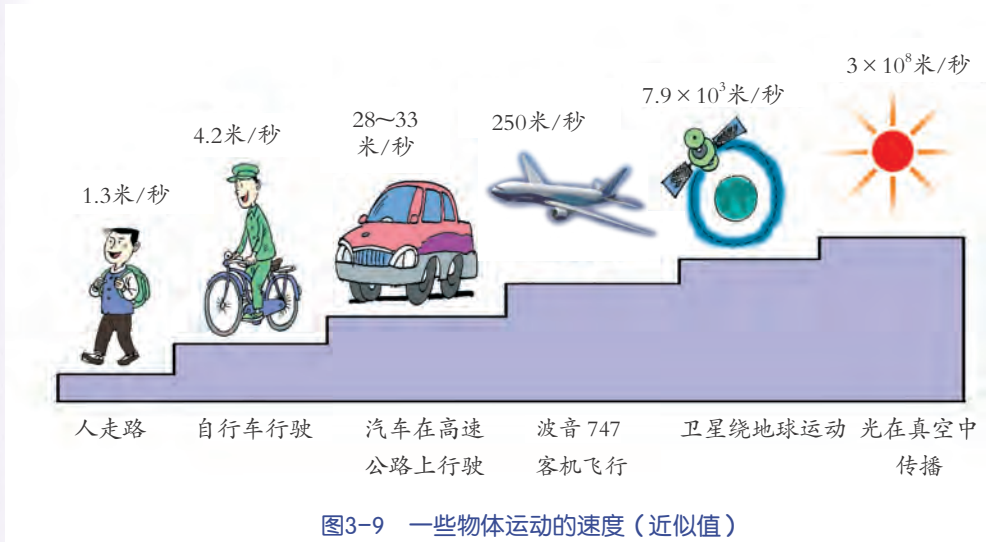 1.3米/秒
4.2米/秒
28~33
米/秒
250米/秒
7.9×10³米/秒
3×10⁸米/秒
人走路
自行车行驶
汽车在高速
公路上行驶
波音 747
客机飞行
卫星绕地球运动
光在真空中
传播
图3-9 一些物体运动的速度（近似值）